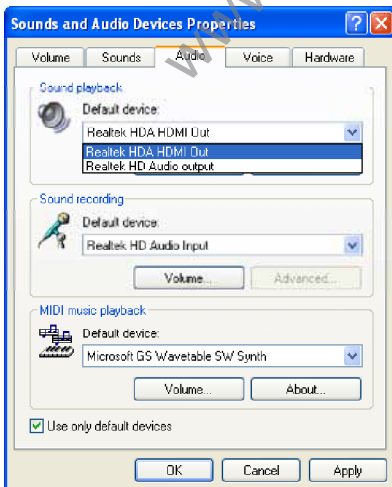 Sounds and Audio Devices Properties
Volume Sounds Audio Voice Hardware
Sound playback
Default device:
Realtek HDA HDMI Out
Realtek HDA HDMI Out
Realtek HD Audio output
Sound recording
Default device:
Realtek HD Audio Input
Volume... Advanced...
MIDI music playback
Default device:
Microsoft GS Wavetable SW Synth
Volume... About...
Use only default devices
OK Cancel Apply